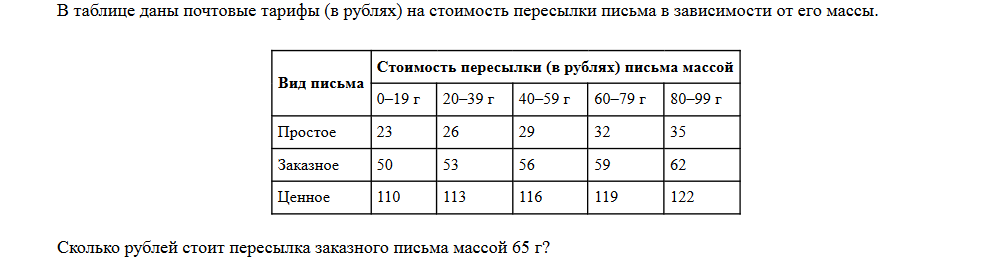 В таблице даны почтовые тарифы (в рублях) на стоимость пересылки письма в зависимости от его массы.
Вид письма
Стоимость пересылки (в рублях) письма массой
0–19 г 20–39 г 40–59 г 60–79 г 80–99 г
Простое 23 26 29 32 35
Заказное 50 53 56 59 62
Ценное 110 113 116 119 122
Сколько рублей стоит пересылка заказного письма массой 65 г?